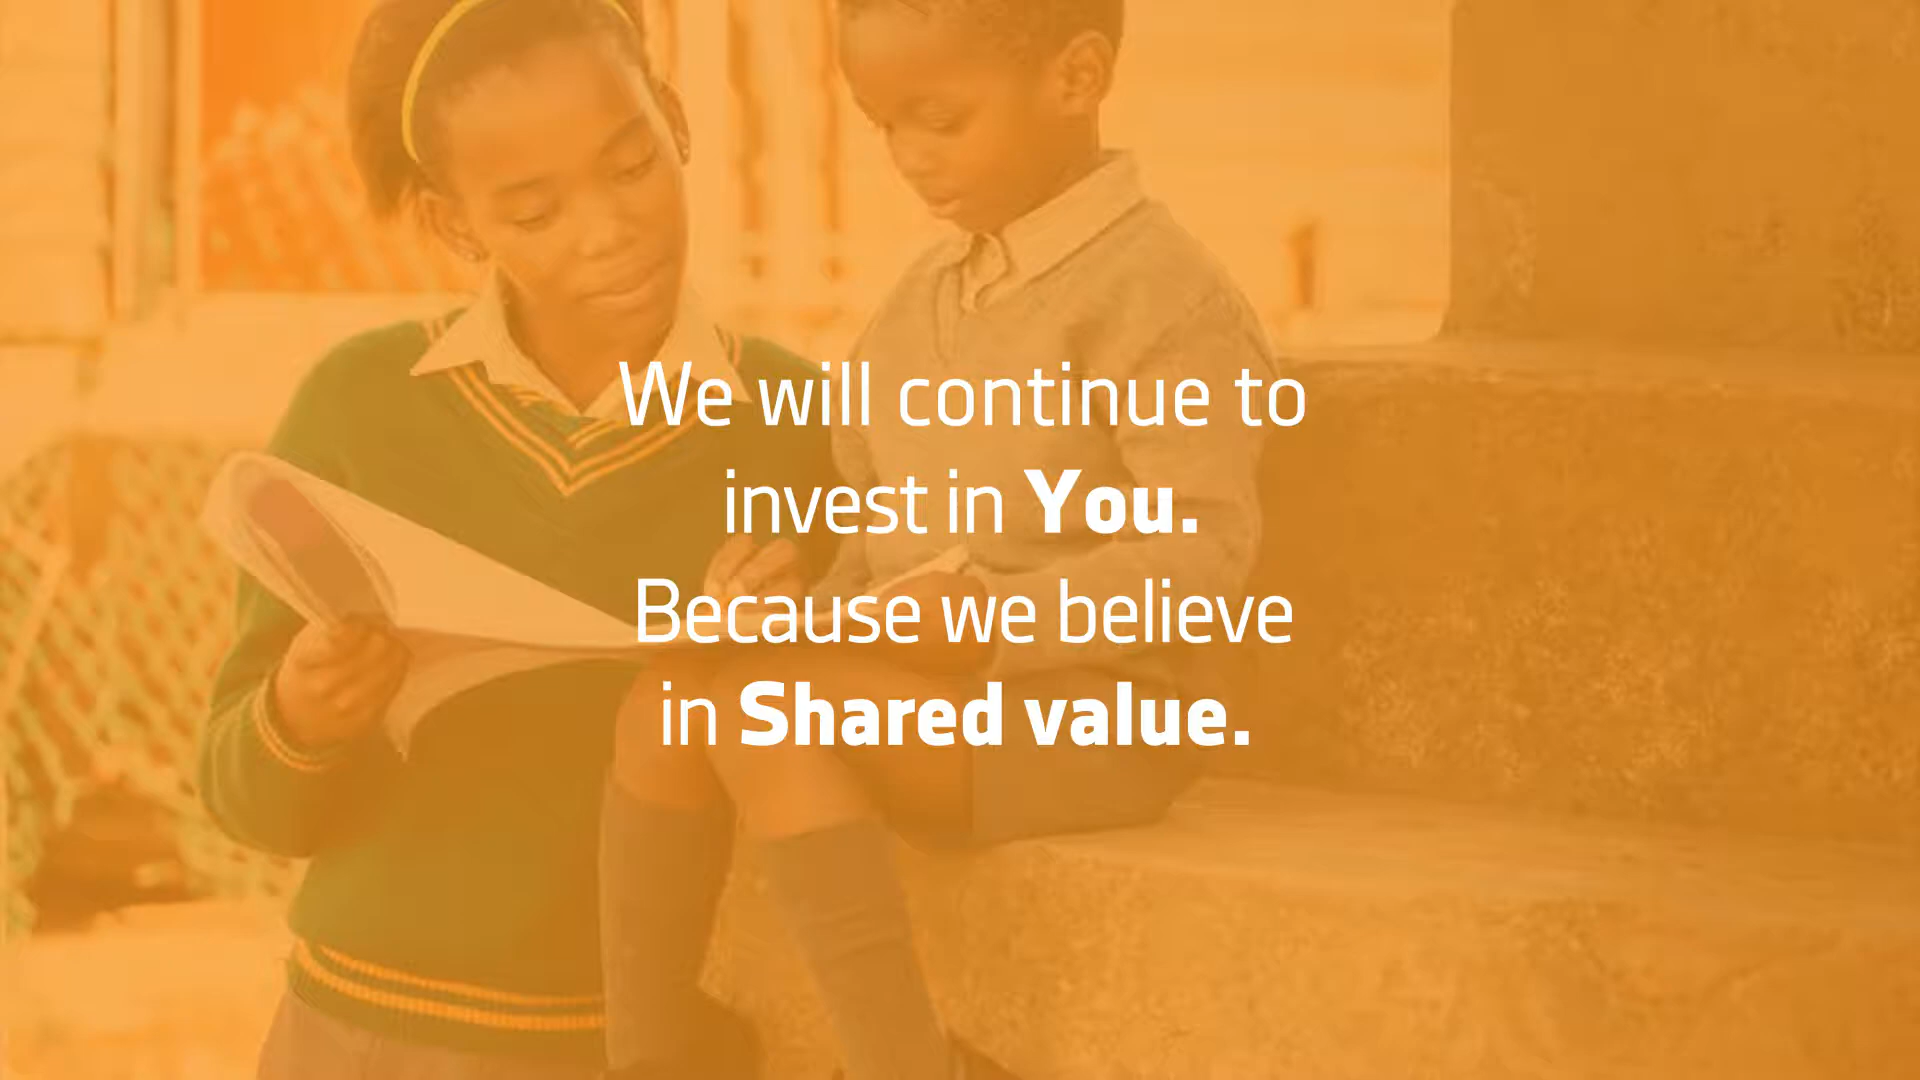 We will continue to
invest in You.
Because we believe
in Shared value.